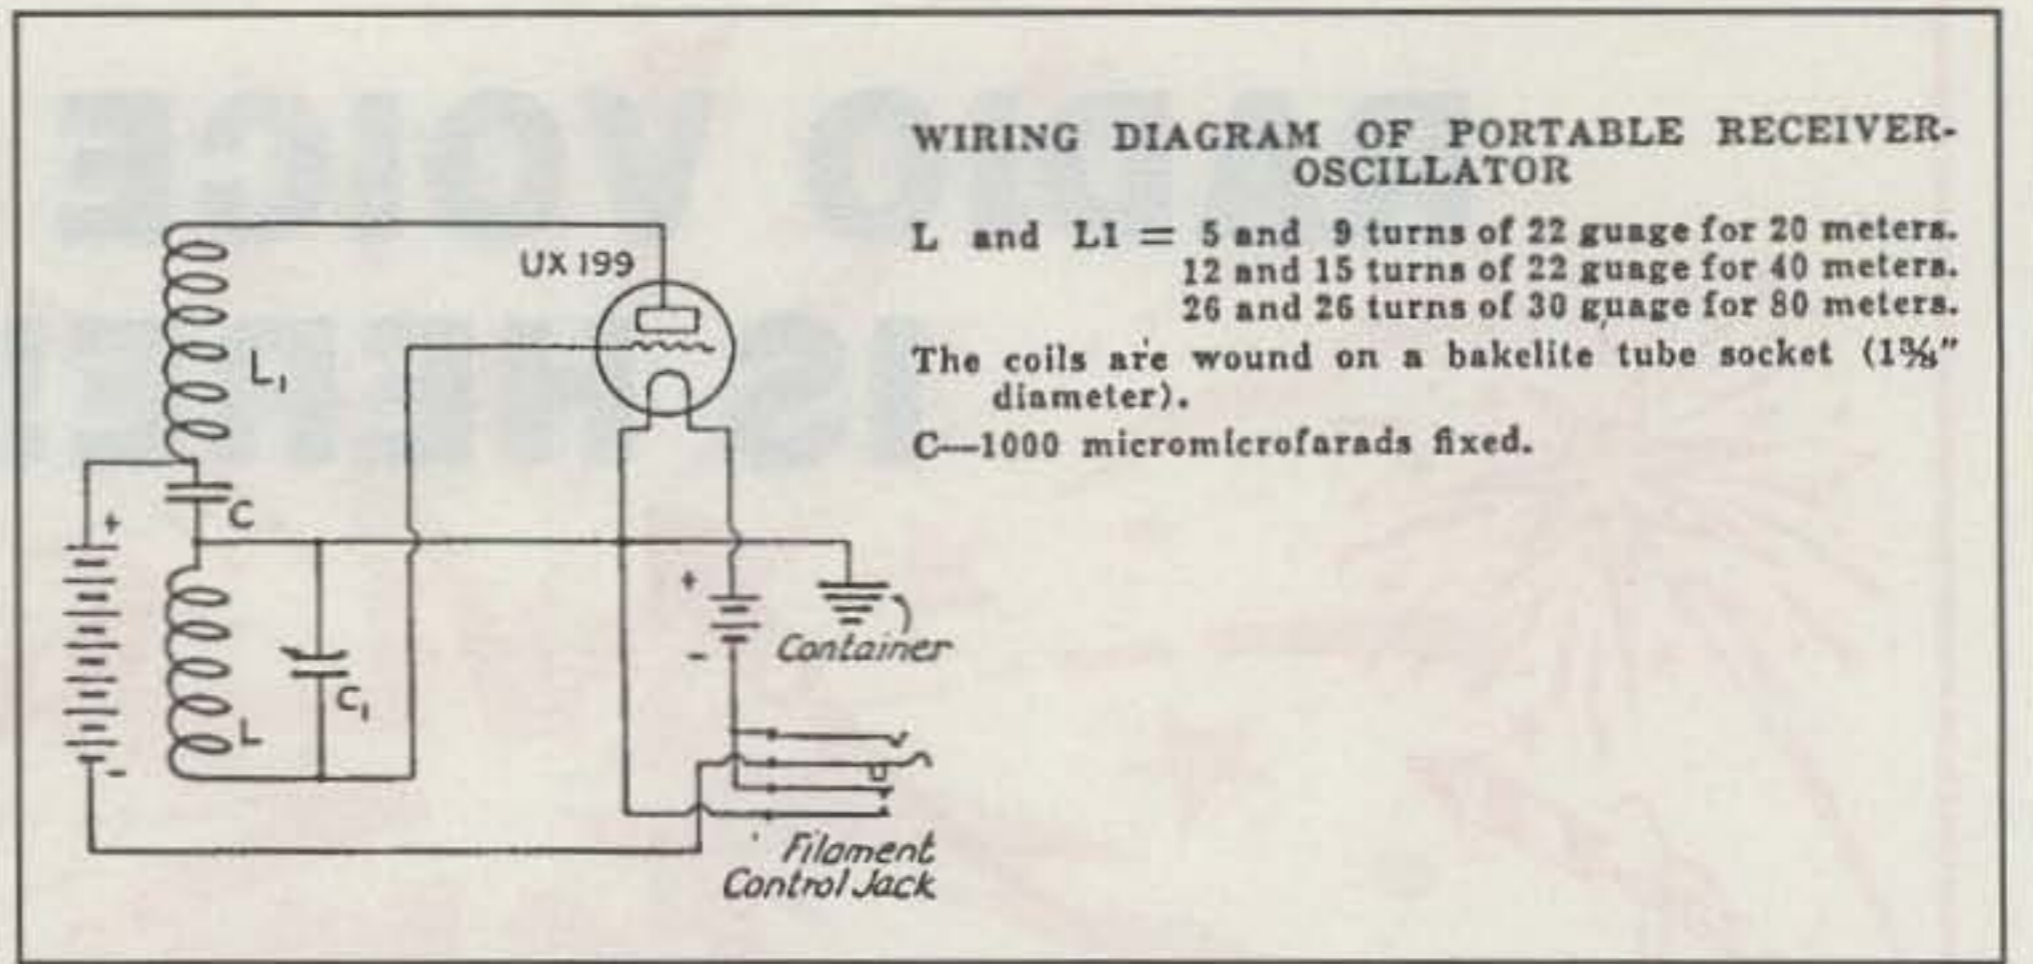 WIRING DIAGRAM OF PORTABLE RECEIVER-
OSCILLATOR
L and L1 = 5 and 9 turns of 22 guage for 20 meters.
12 and 15 turns of 22 guage for 40 meters.
26 and 26 turns of 30 guage for 80 meters.
The coils are wound on a bakelite tube socket (1⅜"
diameter).
C—1000 micromicrofarads fixed.
UX 199
L₁
C
+
+
Container
-
C₁
L
-
Filament
Control Jack